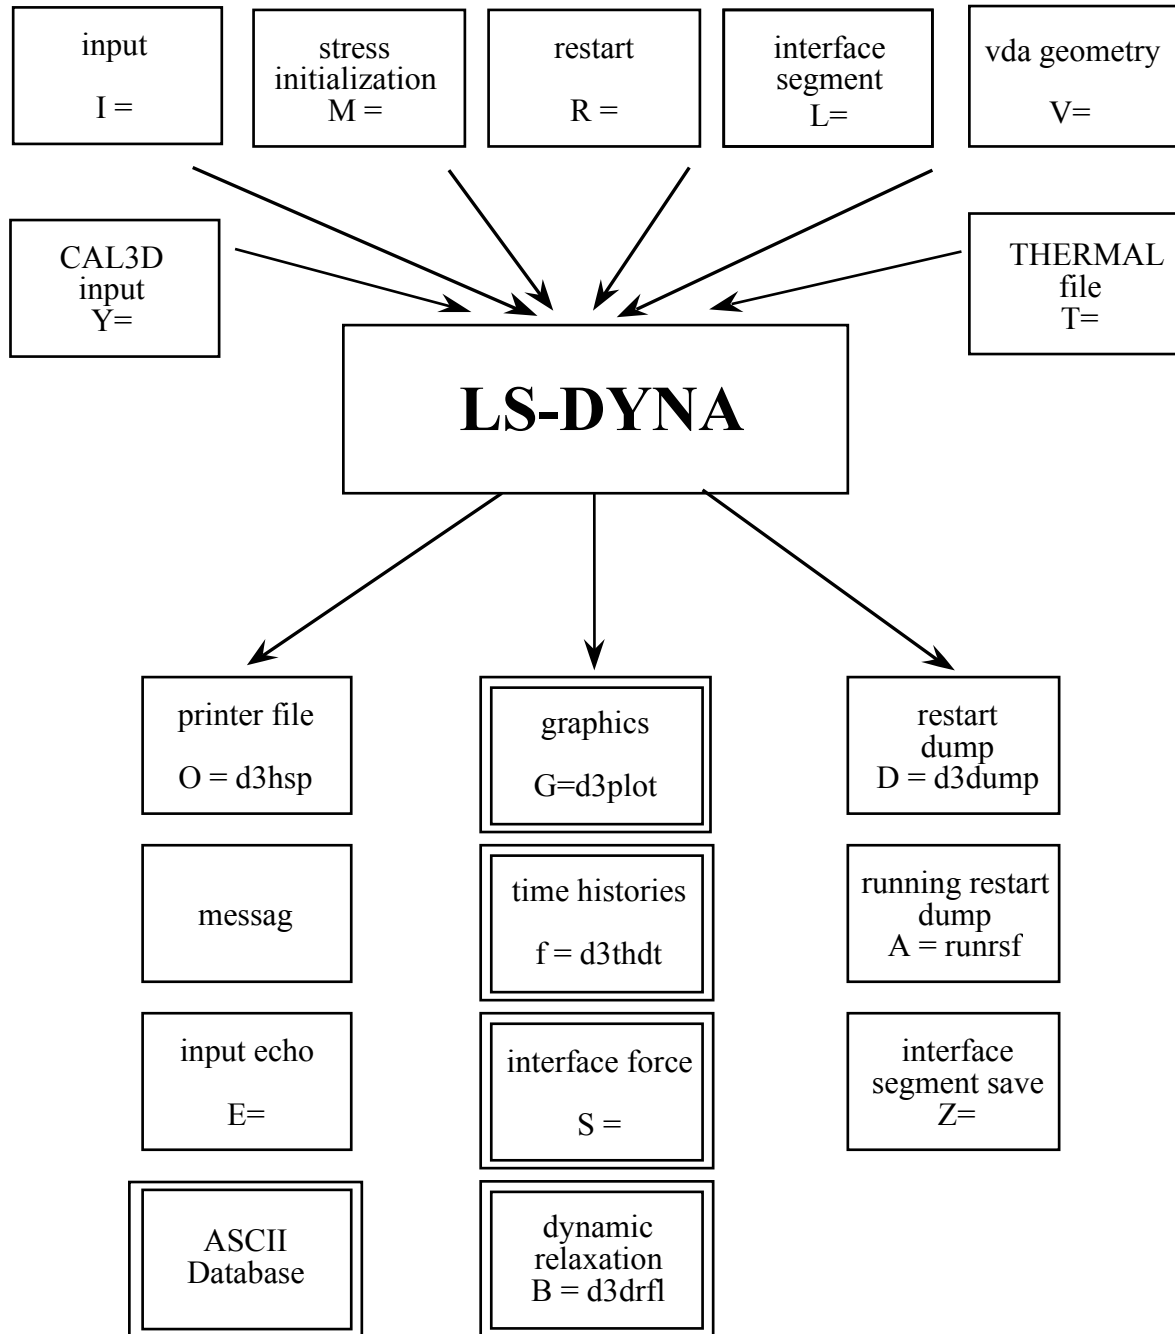 input
I =
stress
initialization
M =
restart
R =
interface
segment
L=
vda geometry
V=
CAL3D
input
Y=
THERMAL
file
T=
LS-DYNA
printer file
O = d3hsp
graphics
G=d3plot
restart
dump
D = d3dump
messag
time histories
f = d3thdt
running restart
dump
A = runrsf
input echo
E=
interface force
S =
interface
segment save
Z=
ASCII
Database
dynamic
relaxation
B = d3drfl